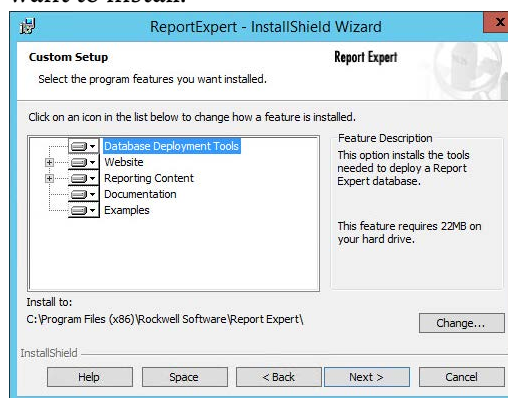 want to install.
ReportExpert - InstallShield Wizard
x
Custom Setup
Report Expert
Select the program features you want installed.
Click on an icon in the list below to change how a feature is installed.
Database Deployment Tools
Website
Reporting Content
Documentation
Examples
Feature Description
This option installs the tools
needed to deploy a Report
Expert database.
This feature requires 22MB on
your hard drive.
Install to:
C:\Program Files (x86)\Rockwell Software\Report Expert\
Change...
InstallShield
Help
Space
< Back
Next >
Cancel